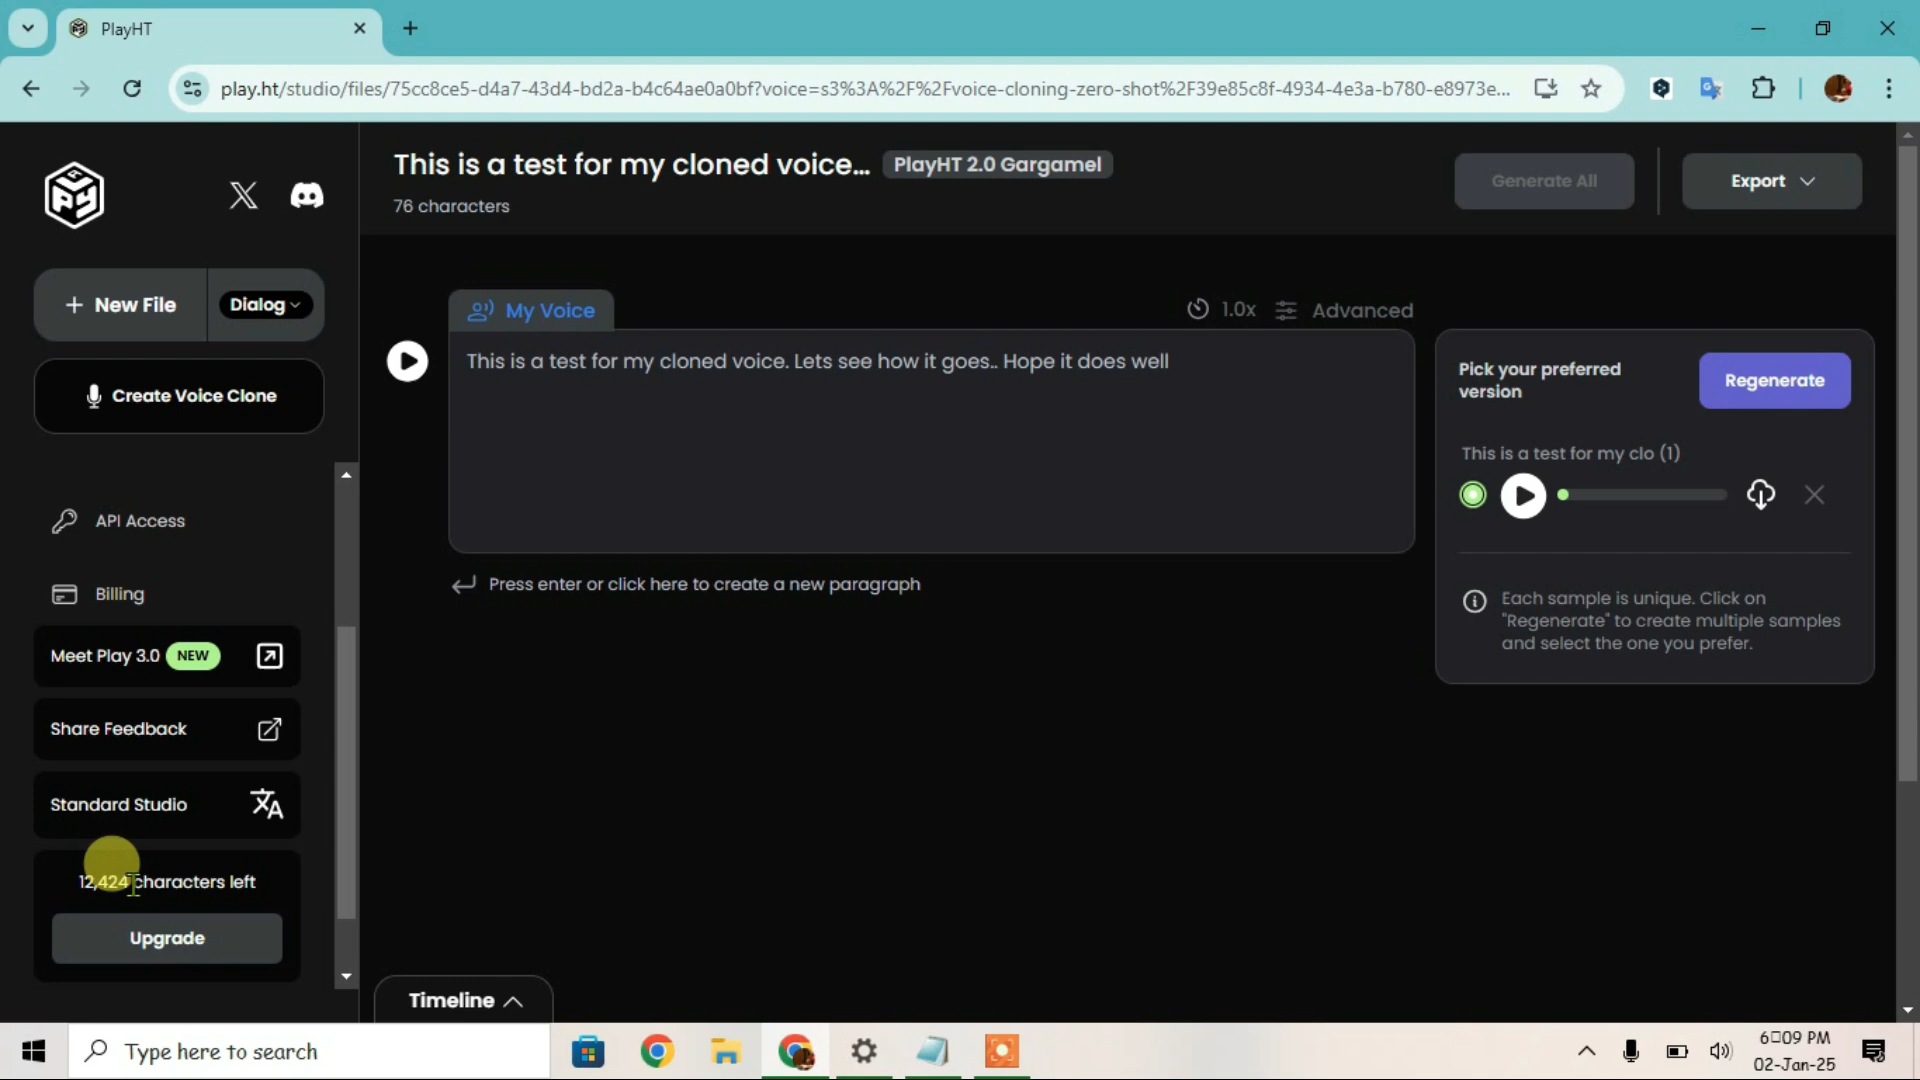 PlayHT
play.ht/studio/files/75cc8ce5-d4a7-43d4-bd2a-b4c64ae0a0bf?voice=s3%3A%2F%2Fvoice-cloning-zero-shot%2F39e85c8f-4934-4e3a-b780-e8973e...
This is a test for my cloned voice... PlayHT 2.0 Gargamel
76 characters
Generate All
Export
+ New File
Dialog
Create Voice Clone
API Access
Billing
Meet Play 3.0 NEW
Share Feedback
Standard Studio
12,424 characters left
Upgrade
My Voice
1.0x
Advanced
This is a test for my cloned voice. Lets see how it goes.. Hope it does well
Press enter or click here to create a new paragraph
Pick your preferred
version
Regenerate
This is a test for my clo (1)
Each sample is unique. Click on
"Regenerate" to create multiple samples
and select the one you prefer.
Timeline
Type here to search
6:09 PM
02-Jan-25